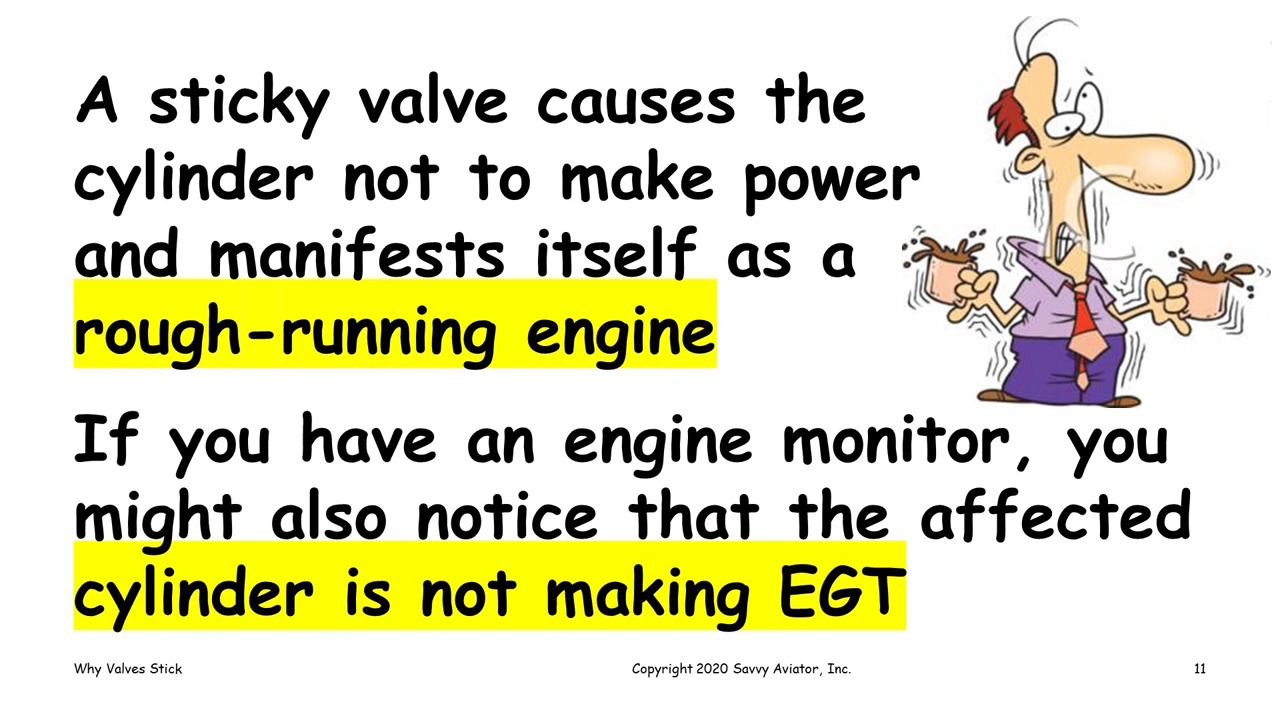 A sticky valve causes the
cylinder not to make power
and manifests itself as a
rough-running engine
If you have an engine monitor, you
might also notice that the affected
cylinder is not making EGT
Why Valves Stick
Copyright 2020 Savvy Aviator, Inc.
11